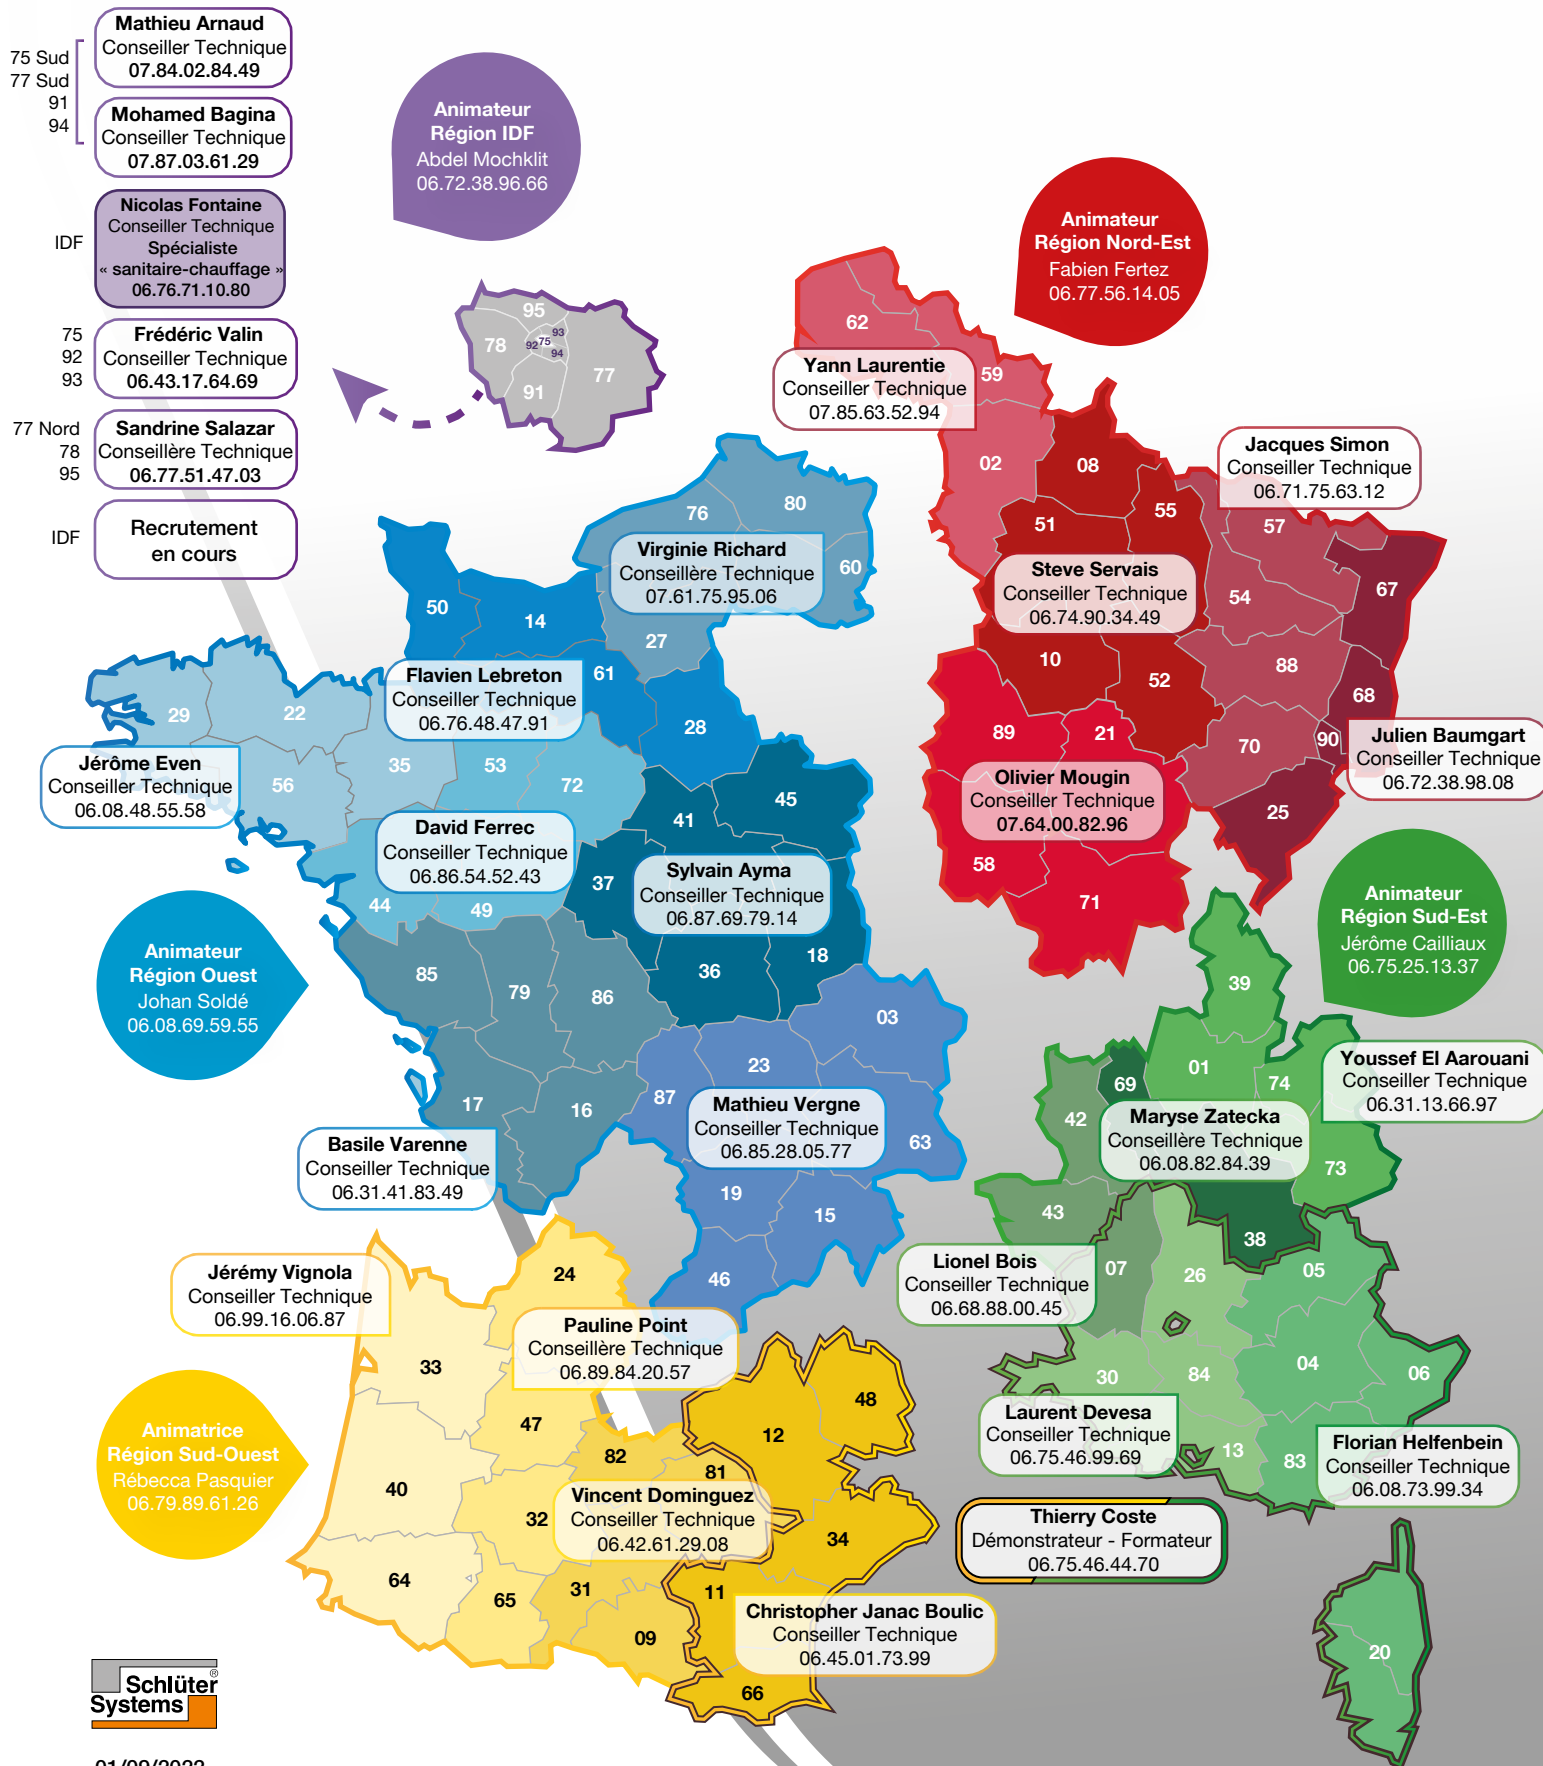 Mathieu Arnaud
Conseiller Technique
07.84.02.84.49
75 Sud
77 Sud
91
94
Mohamed Bagina
Conseiller Technique
07.87.03.61.29
IDF
Nicolas Fontaine
Conseiller Technique
Spécialiste
« sanitaire-chauffage »
06.76.71.10.80
75
92
93
Frédéric Valin
Conseiller Technique
06.43.17.64.69
77 Nord
78
95
Sandrine Salazar
Conseillère Technique
06.77.51.47.03
IDF
Recrutement
en cours
Animateur
Région IDF
Abdel Mochklit
06.72.38.96.66
95
78
93
92
75
94
77
91
Animateur
Région Nord-Est
Fabien Fertez
06.77.56.14.05
62
59
Yann Laurentie
Conseiller Technique
07.85.63.52.94
02
08
55
51
Jacques Simon
Conseiller Technique
06.71.75.63.12
57
54
67
Steve Servais
Conseiller Technique
06.74.90.34.49
10
52
88
68
89
21
70
90
Julien Baumgart
Conseiller Technique
06.72.38.98.08
Olivier Mougin
Conseiller Technique
07.64.00.82.96
25
58
71
76
80
60
Virginie Richard
Conseillère Technique
07.61.75.95.06
27
50
14
61
Flavien Lebreton
Conseiller Technique
06.76.48.47.91
28
29
22
56
35
Jérôme Even
Conseiller Technique
06.08.48.55.58
53
72
David Ferrec
Conseiller Technique
06.86.54.52.43
44
49
41
45
37
Sylvain Ayma
Conseiller Technique
06.87.69.79.14
36
18
Animateur
Région Ouest
Johan Soldé
06.08.69.59.55
85
79
86
17
16
Basile Varenne
Conseiller Technique
06.31.41.83.49
03
23
87
Mathieu Vergne
Conseiller Technique
06.85.28.05.77
63
19
15
46
Animateur
Région Sud-Est
Jérôme Cailliaux
06.75.25.13.37
39
01
74
69
42
Youssef El Aarouani
Conseiller Technique
06.31.13.66.97
73
Maryse Zatecka
Conseillère Technique
06.08.82.84.39
38
43
07
Lionel Bois
Conseiller Technique
06.68.88.00.45
26
05
30
84
04
06
Laurent Devesa
Conseiller Technique
06.75.46.99.69
13
83
Florian Helfenbein
Conseiller Technique
06.08.73.99.34
Thierry Coste
Démonstrateur - Formateur
06.75.46.44.70
20
Jérémy Vignola
Conseiller Technique
06.99.16.06.87
24
33
Pauline Point
Conseillère Technique
06.89.84.20.57
47
40
32
64
65
Animatrice
Région Sud-Ouest
Rébecca Pasquier
06.79.89.61.26
82
81
Vincent Dominguez
Conseiller Technique
06.42.61.29.08
31
09
12
48
34
11
Christopher Janac Boulic
Conseiller Technique
06.45.01.73.99
66
Schlüter®
Systems
01/09/2022